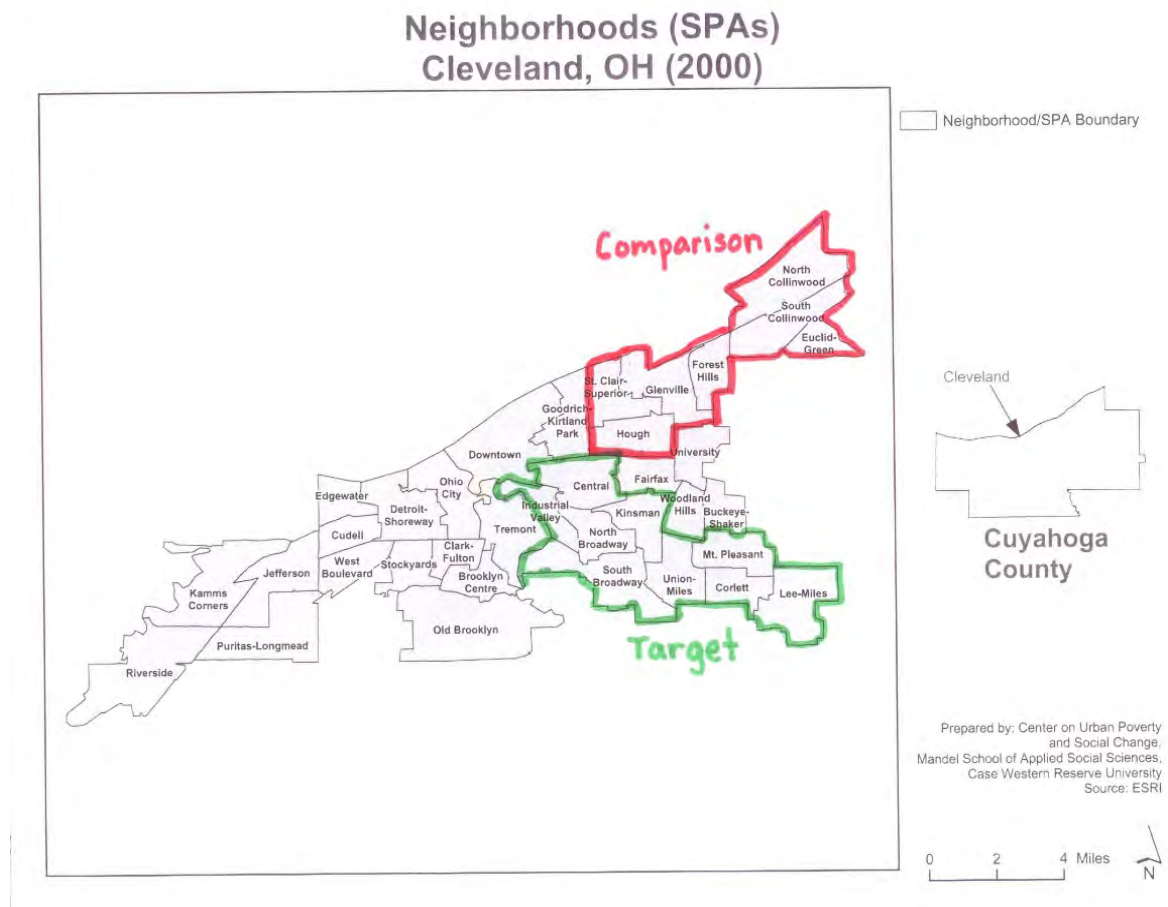 Neighborhoods (SPAs)
Cleveland, OH (2000)
Neighborhood/SPA Boundary
Comparison
North
Collinwood
South
Collinwood
Euclid-
Green
Forest
Hills
St. Clair-
Superior
Glenville
Goodrich-
Kirtland
Park
Hough
Downtown
University
Ohio
City
Central
Fairfax
Edgewater
Detroit-
Shoreway
Industrial
Valley
Kinsman
Woodland
Hills
Buckeye-
Shaker
Tremont
Cudell
North
Broadway
Clark-
Fulton
Mt. Pleasant
Jefferson
West
Boulevard
Stockyards
Brooklyn
Centre
South
Broadway
Union-
Miles
Corlett
Lee-Miles
Kamms
Corners
Old Brooklyn
Puritas-Longmead
Target
Riverside
Cleveland
Cuyahoga
County
Prepared by: Center on Urban Poverty
and Social Change,
Mandel School of Applied Social Sciences,
Case Western Reserve University
Source: ESRI
0 2 4 Miles
N